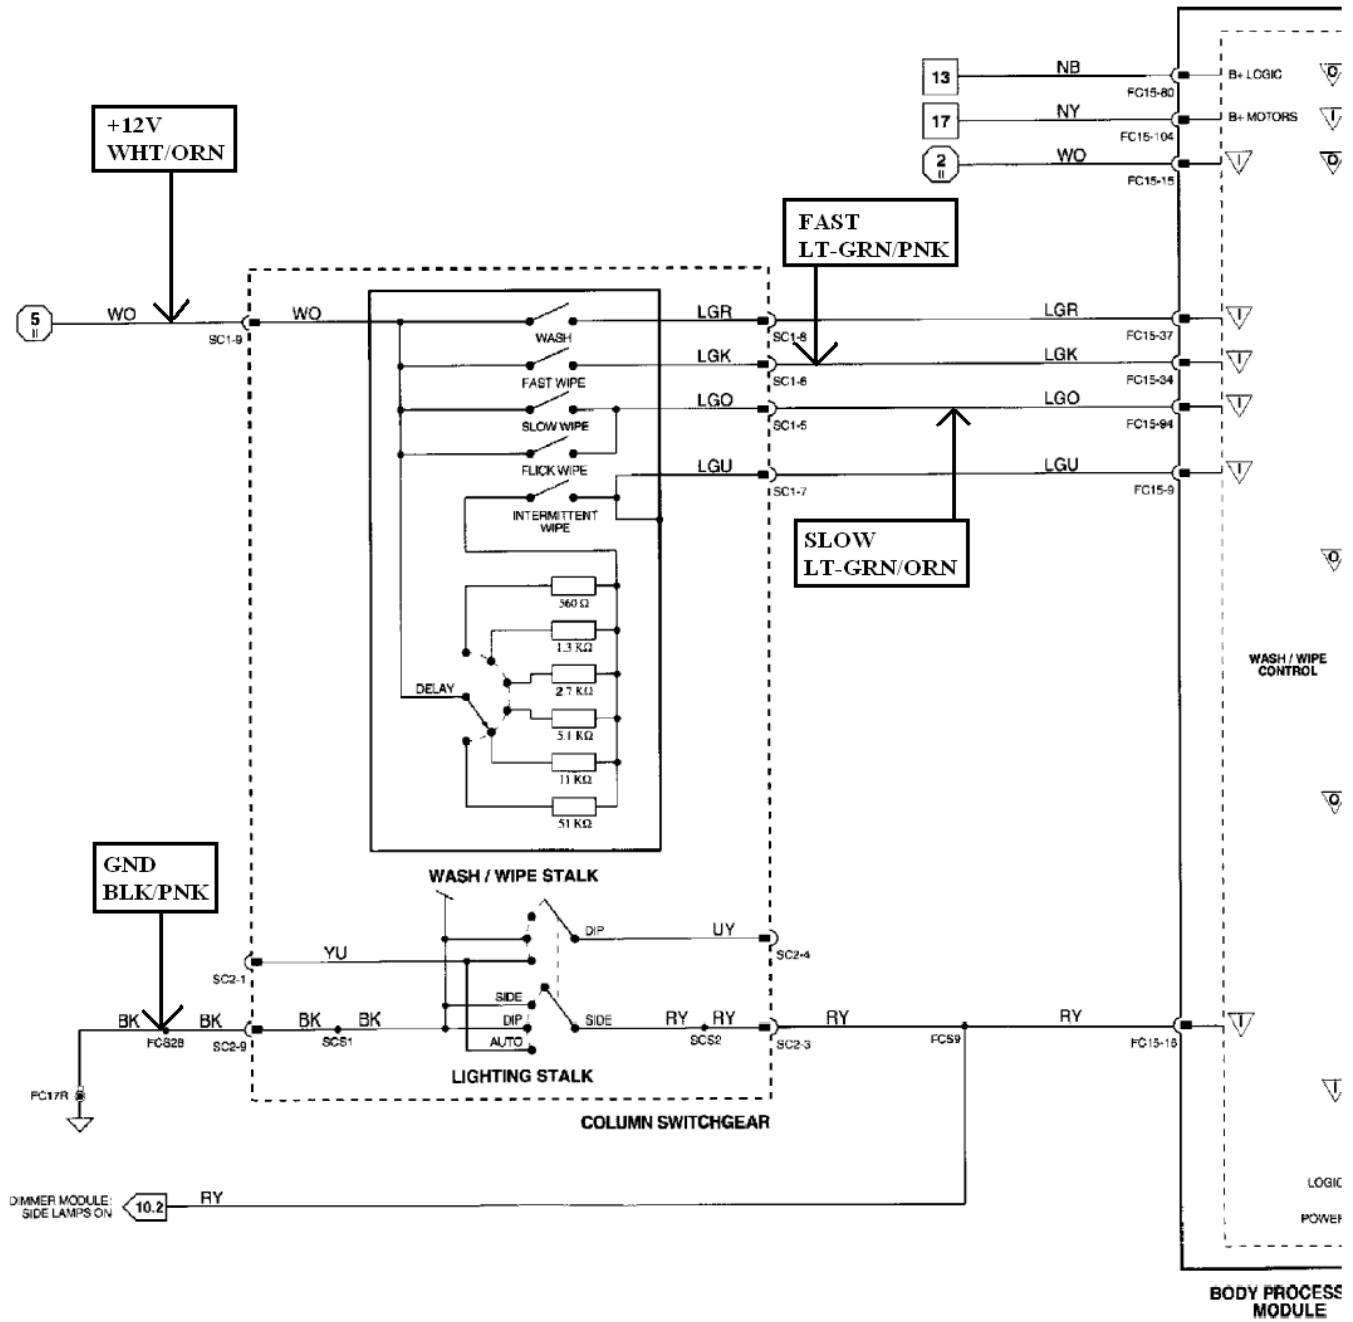 13
NB
FC15-80
B+ LOGIC
O
17
NY
FC15-104
B+ MOTORS
I
2
II
WO
FC15-15
I
O
+12V
WHT/ORN
FAST
LT-GRN/PNK
5
II
WO
SC1-9
WO
WASH
LGR
SC1-8
LGR
FC15-37
I
FAST WIPE
LGK
SC1-6
LGK
FC15-34
I
SLOW WIPE
LGO
SC1-5
LGO
FC15-94
I
FLICK WIPE
LGU
SC1-7
LGU
FC15-9
I
INTERMITTENT
WIPE
SLOW
LT-GRN/ORN
O
560 Ω
1.3 KΩ
2.7 KΩ
DELAY
5.1 KΩ
11 KΩ
51 KΩ
WASH / WIPE
CONTROL
O
GND
BLK/PNK
WASH / WIPE STALK
YU
SC2-1
DIP
UY
SC2-4
BK
FCS28
BK
SC2-9
BK
SCS1
BK
SIDE
DIP
AUTO
SIDE
RY
SCS2
RY
SC2-3
RY
FCS9
RY
FC15-16
I
I
FC17R
LIGHTING STALK
COLUMN SWITCHGEAR
DIMMER MODULE:
SIDE LAMPS ON
10.2
RY
LOGIC
POWER
BODY PROCESS
MODULE